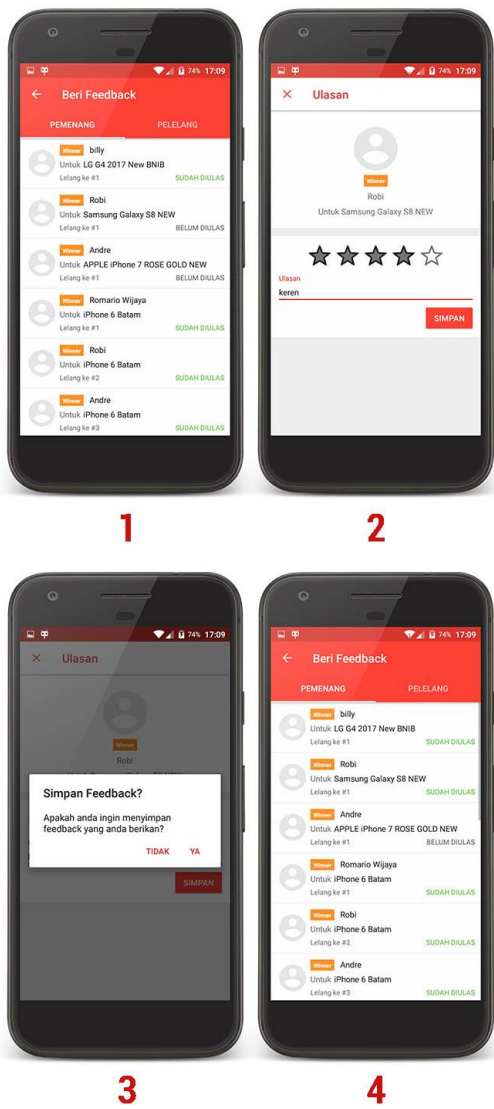 74% 17:09
Beri Feedback
PEMENANG PELELANG
Winner billy
Untuk LG G4 2017 New BNIB
Lelang ke #1 SUDAH DIULAS
Winner Robi
Untuk Samsung Galaxy S8 NEW
Lelang ke #1 BELUM DIULAS
Winner Andre
Untuk APPLE iPhone 7 ROSE GOLD NEW
Lelang ke #1 BELUM DIULAS
Winner Romario Wijaya
Untuk iPhone 6 Batam
Lelang ke #1 SUDAH DIULAS
Winner Robi
Untuk iPhone 6 Batam
Lelang ke #2 SUDAH DIULAS
Winner Andre
Untuk iPhone 6 Batam
Lelang ke #3 SUDAH DIULAS
1
74% 17:09
Ulasan
Winner
Robi
Untuk Samsung Galaxy S8 NEW
Ulasan
keren
SIMPAN
2
74% 17:09
Ulasan
Winner
Robi
Simpan Feedback?
Apakah anda ingin menyimpan
feedback yang anda berikan?
TIDAK YA
SIMPAN
3
74% 17:09
Beri Feedback
PEMENANG PELELANG
Winner billy
Untuk LG G4 2017 New BNIB
Lelang ke #1 SUDAH DIULAS
Winner Robi
Untuk Samsung Galaxy S8 NEW
Lelang ke #1 SUDAH DIULAS
Winner Andre
Untuk APPLE iPhone 7 ROSE GOLD NEW
Lelang ke #1 BELUM DIULAS
Winner Romario Wijaya
Untuk iPhone 6 Batam
Lelang ke #1 SUDAH DIULAS
Winner Robi
Untuk iPhone 6 Batam
Lelang ke #2 SUDAH DIULAS
Winner Andre
Untuk iPhone 6 Batam
Lelang ke #3 SUDAH DIULAS
4